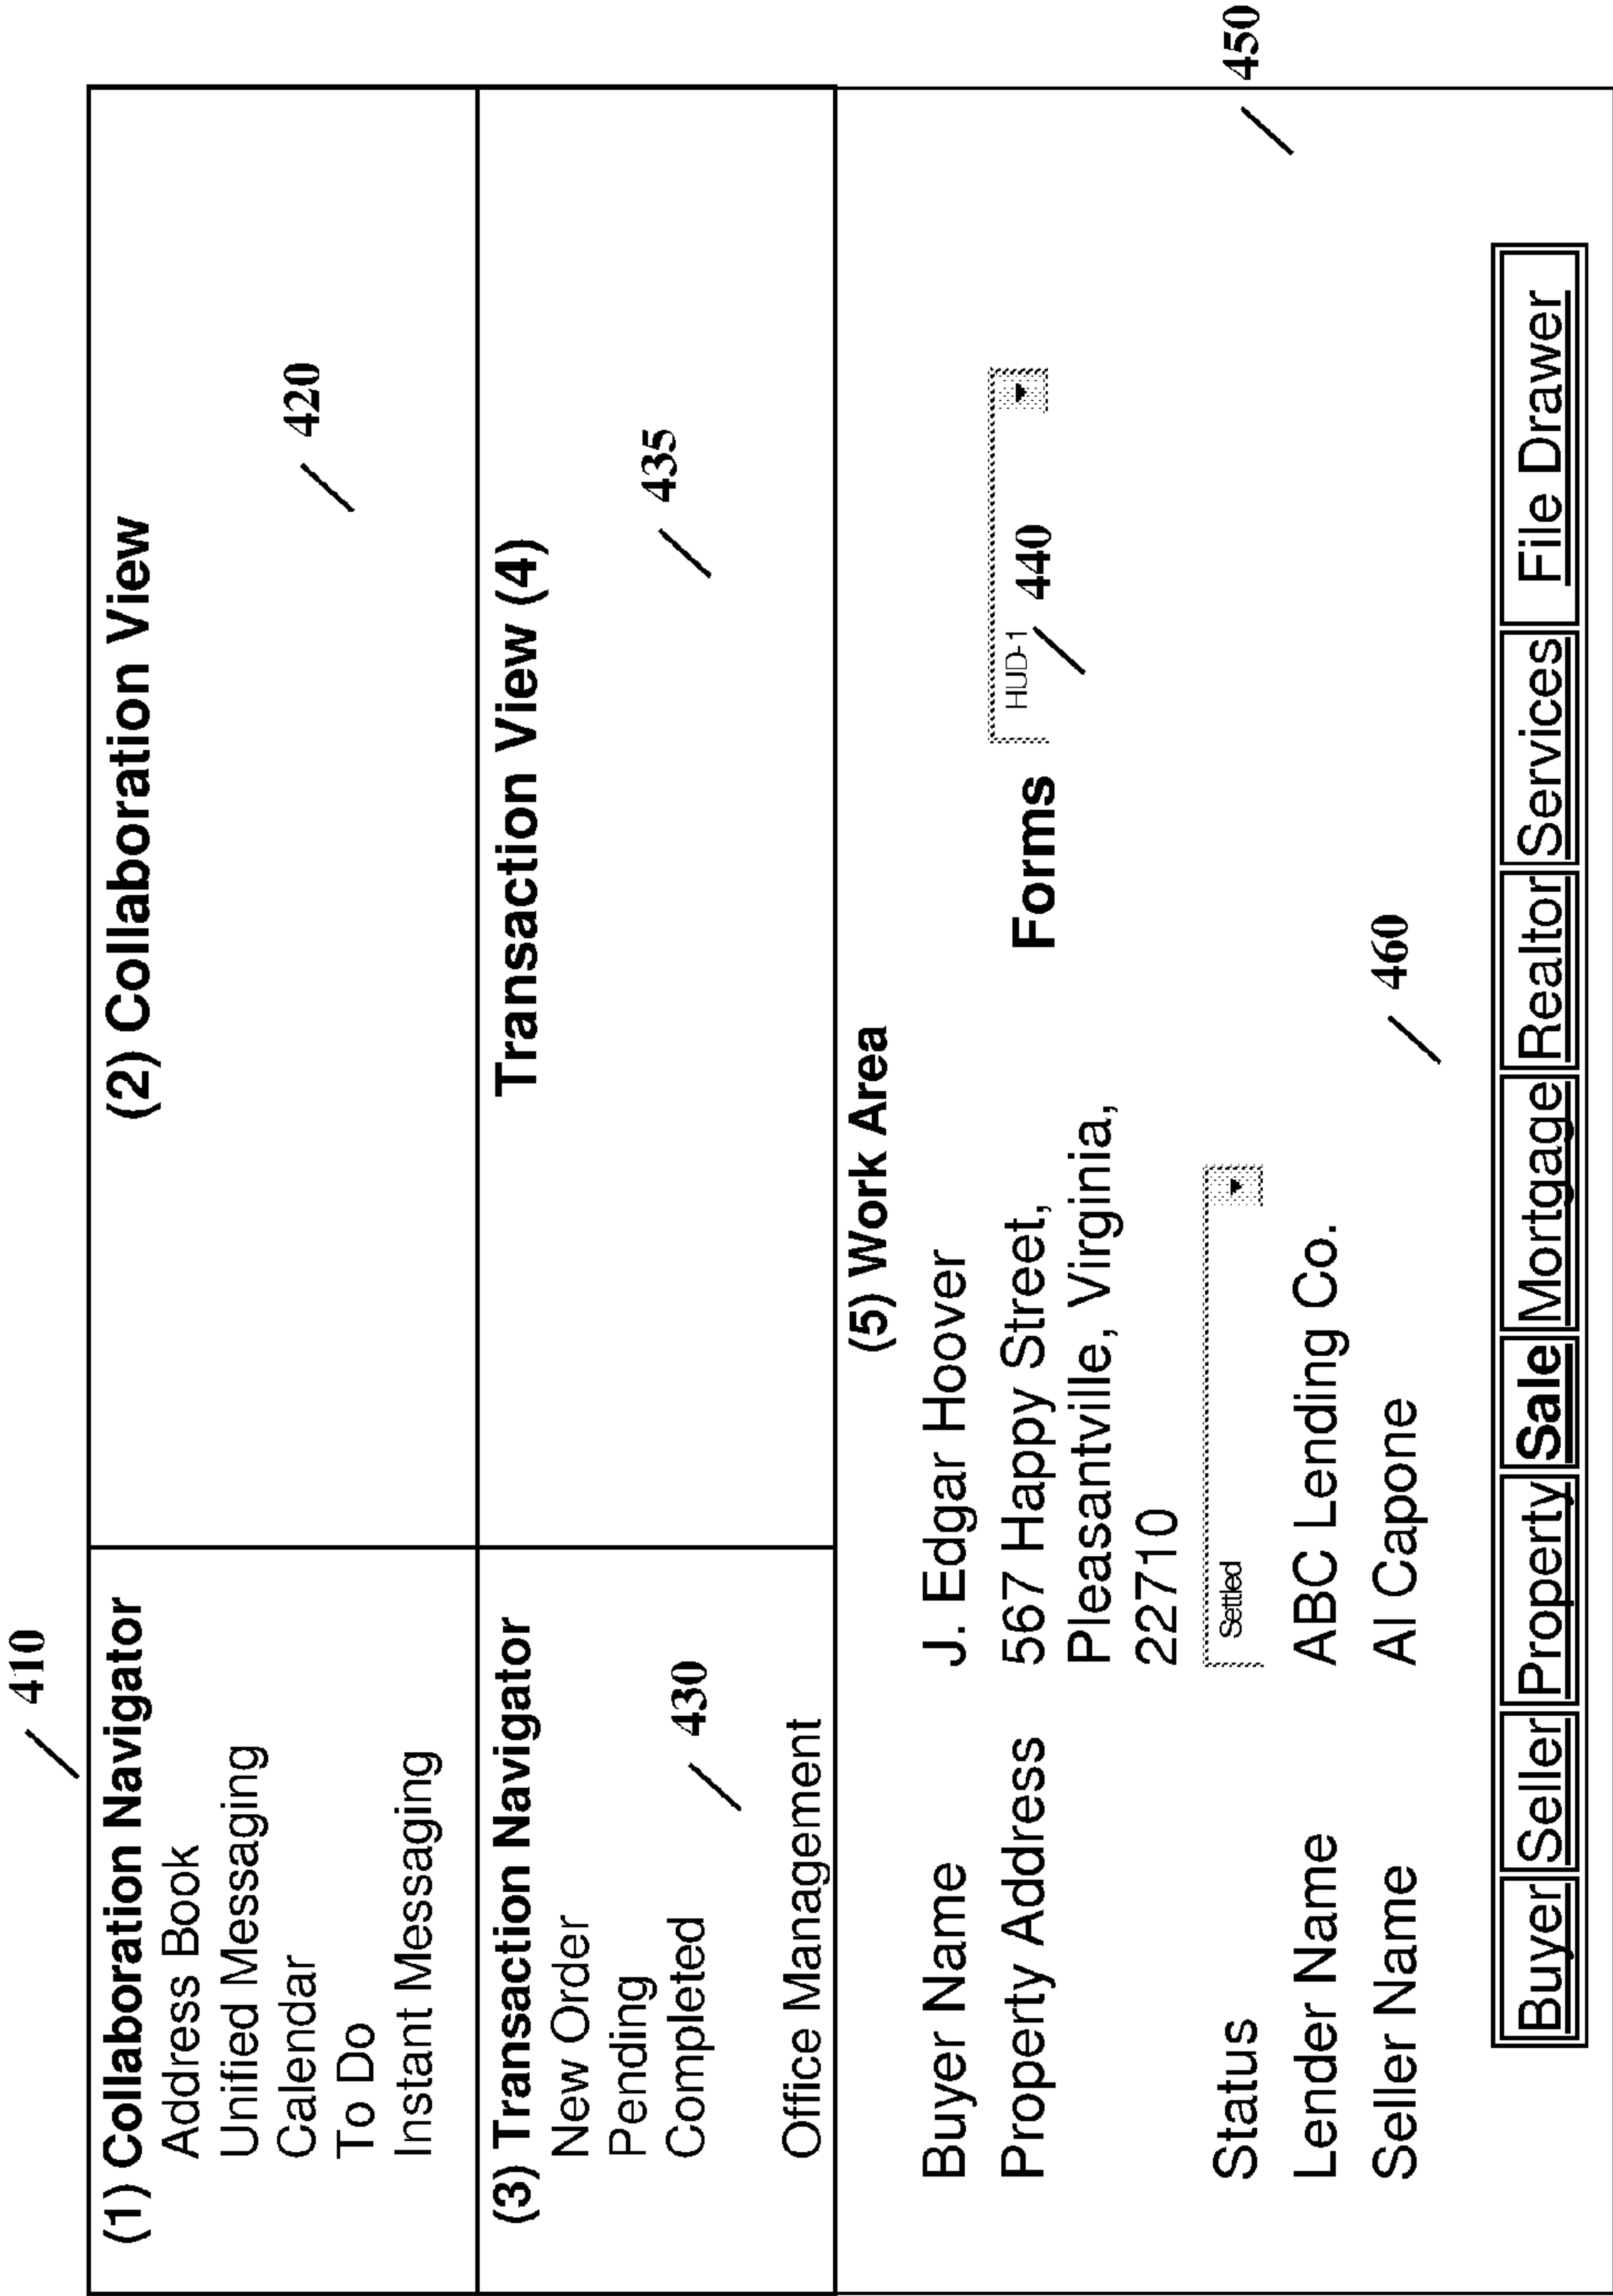 410
(1) Collaboration Navigator
Address Book
Unified Messaging
Calendar
To Do
Instant Messaging
(2) Collaboration View
420
(3) Transaction Navigator
New Order
Pending
Completed
430
Office Management
Transaction View (4)
435
(5) Work Area
450
Buyer Name J. Edgar Hoover
Property Address 567 Happy Street,
Pleasantville, Virginia,
22710
Forms HUD-1
440
Status Settled
Lender Name ABC Lending Co.
Seller Name Al Capone
460
Buyer Seller Property Sale Mortgage Realtor Services File Drawer